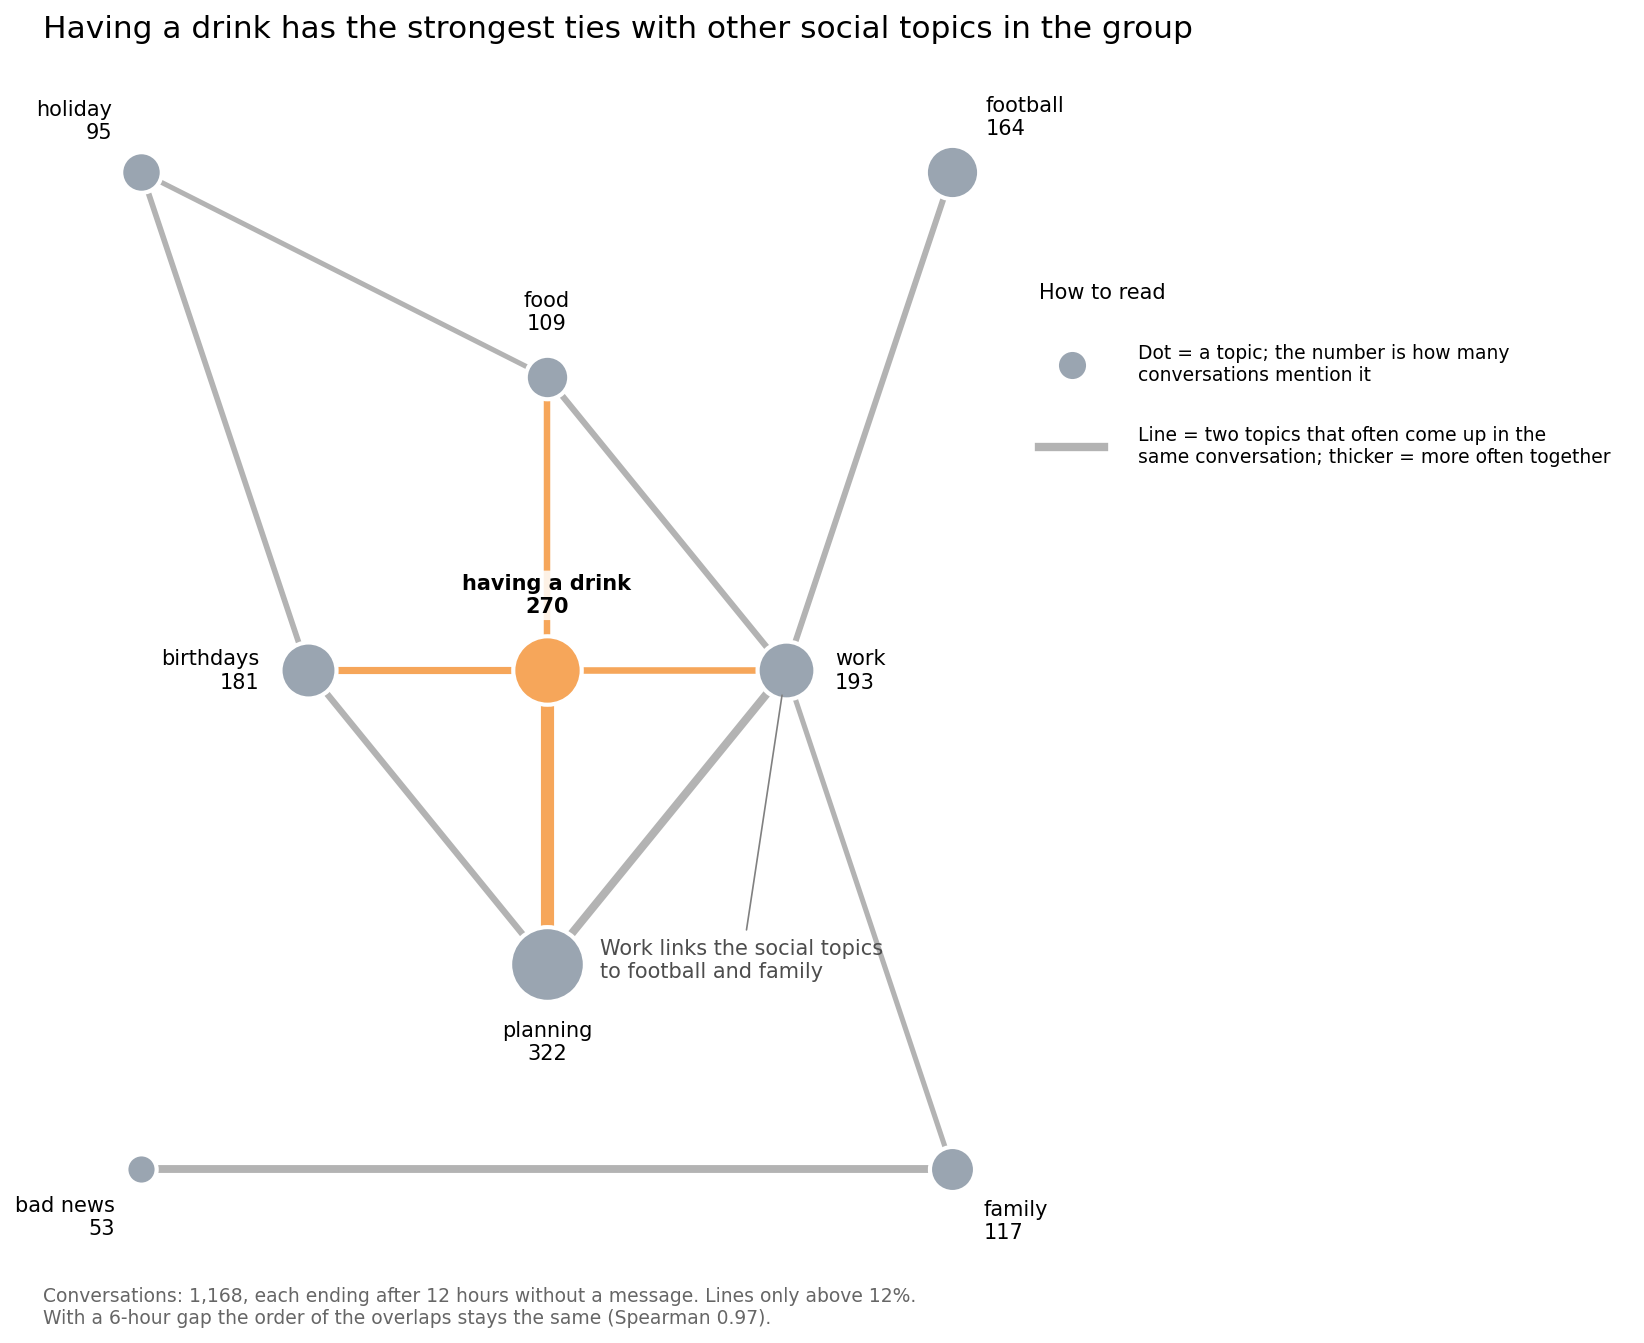 Having a drink has the strongest ties with other social topics in the group
holiday
95
football
164
food
109
How to read
Dot = a topic; the number is how many
conversations mention it
Line = two topics that often come up in the
same conversation; thicker = more often together
having a drink
270
birthdays
181
work
193
Work links the social topics
to football and family
planning
322
bad news
53
family
117
Conversations: 1,168, each ending after 12 hours without a message. Lines only above 12%.
With a 6-hour gap the order of the overlaps stays the same (Spearman 0.97).